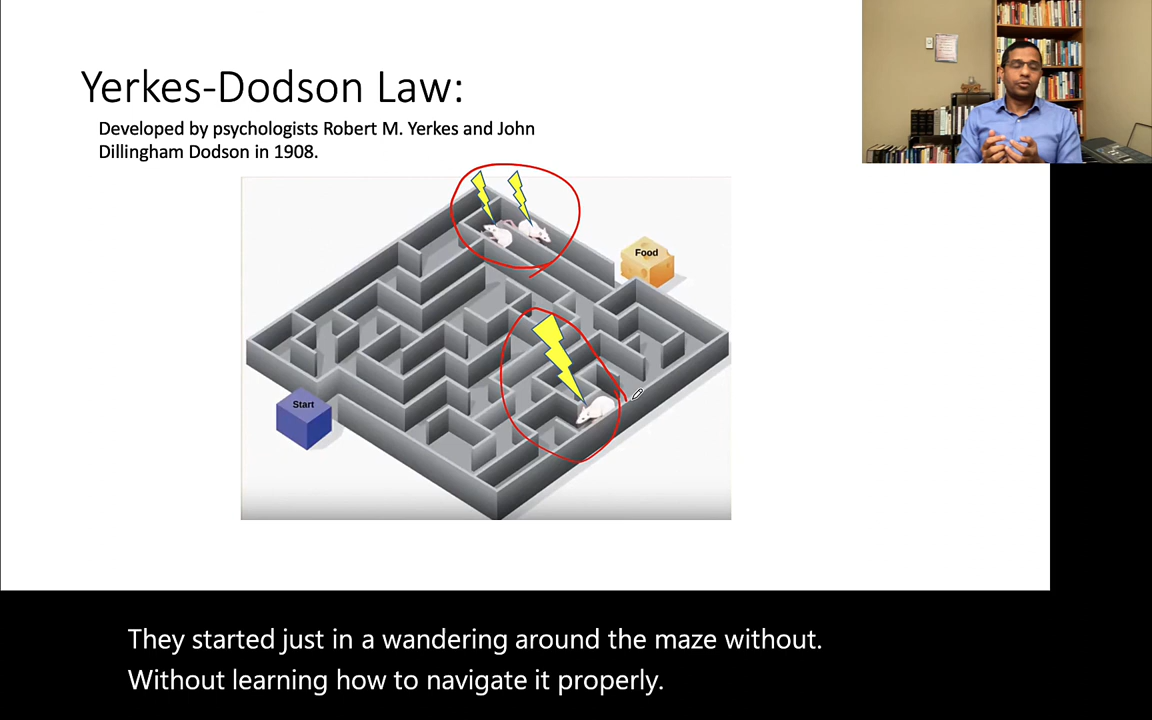 Yerkes-Dodson Law:
Developed by psychologists Robert M. Yerkes and John
Dillingham Dodson in 1908.
Food
Start
They started just in a wandering around the maze without.
Without learning how to navigate it properly.